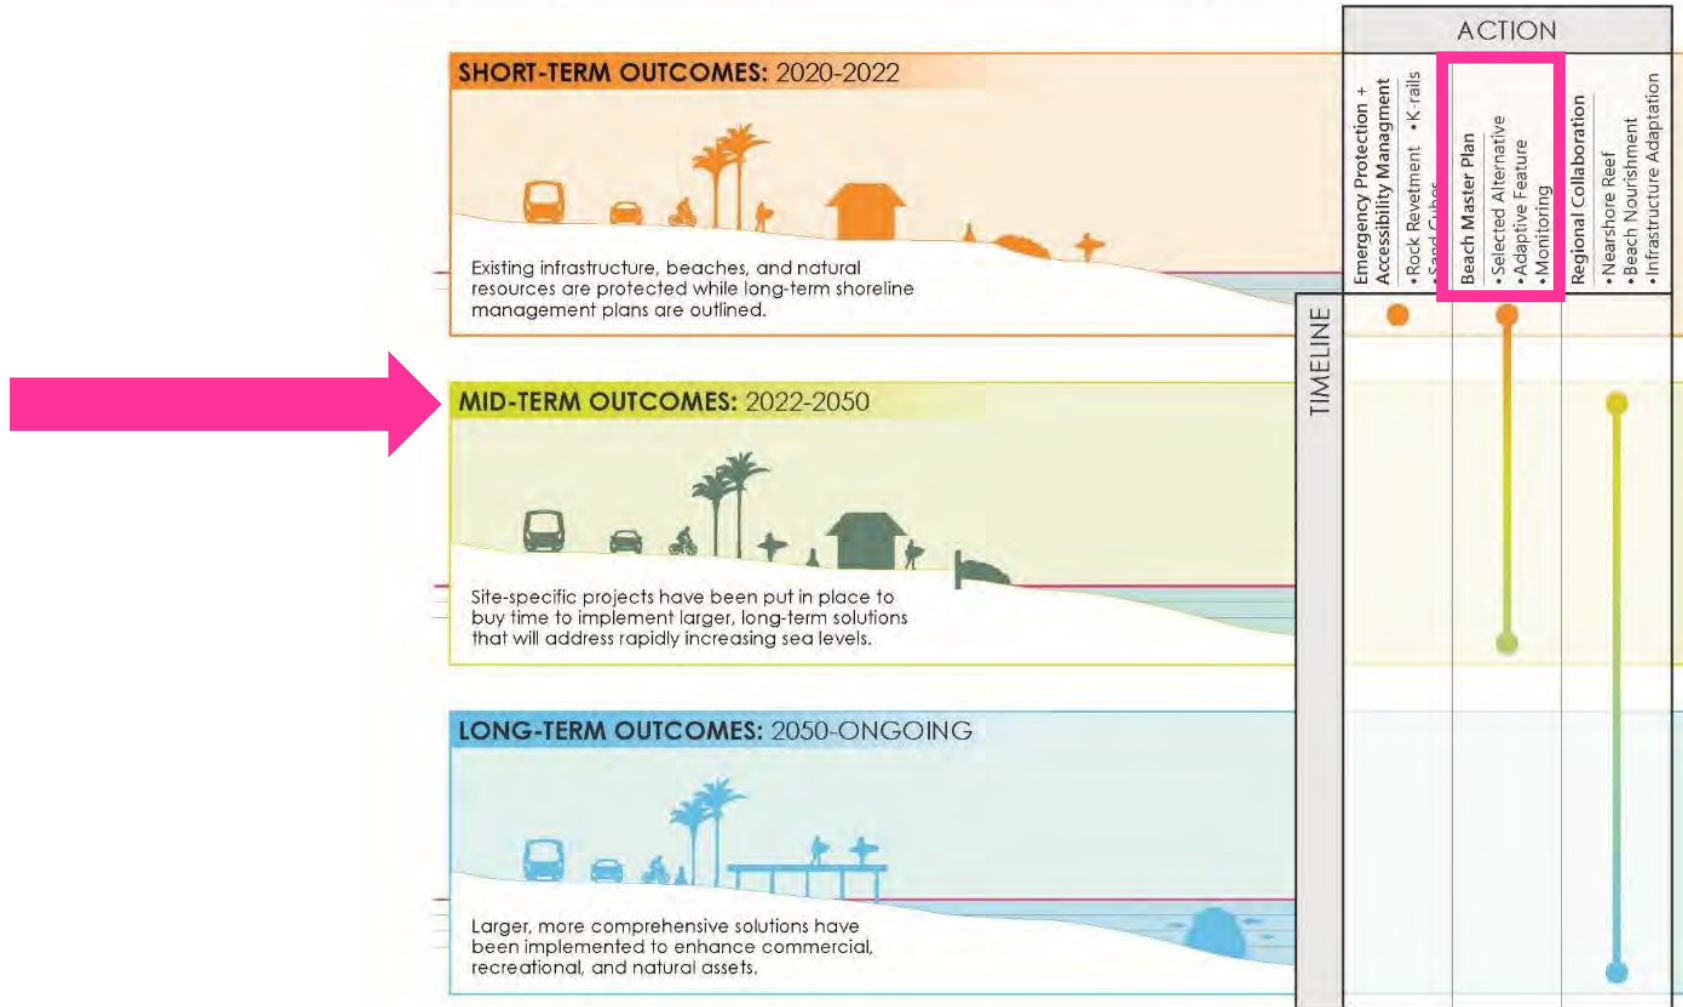 ACTION
SHORT-TERM OUTCOMES: 2020-2022
Existing infrastructure, beaches, and natural
resources are protected while long-term shoreline
management plans are outlined.
Emergency Protection +
Accessibility Managment
• Rock Revetment • K-rails
• Sand Cubes
Beach Master Plan
• Selected Alternative
• Adaptive Feature
• Monitoring
Regional Collaboration
• Nearshore Reef
• Beach Nourishment
• Infrastructure Adaptation
TIMELINE
MID-TERM OUTCOMES: 2022-2050
Site-specific projects have been put in place to
buy time to implement larger, long-term solutions
that will address rapidly increasing sea levels.
LONG-TERM OUTCOMES: 2050-ONGOING
Larger, more comprehensive solutions have
been implemented to enhance commercial,
recreational, and natural assets.